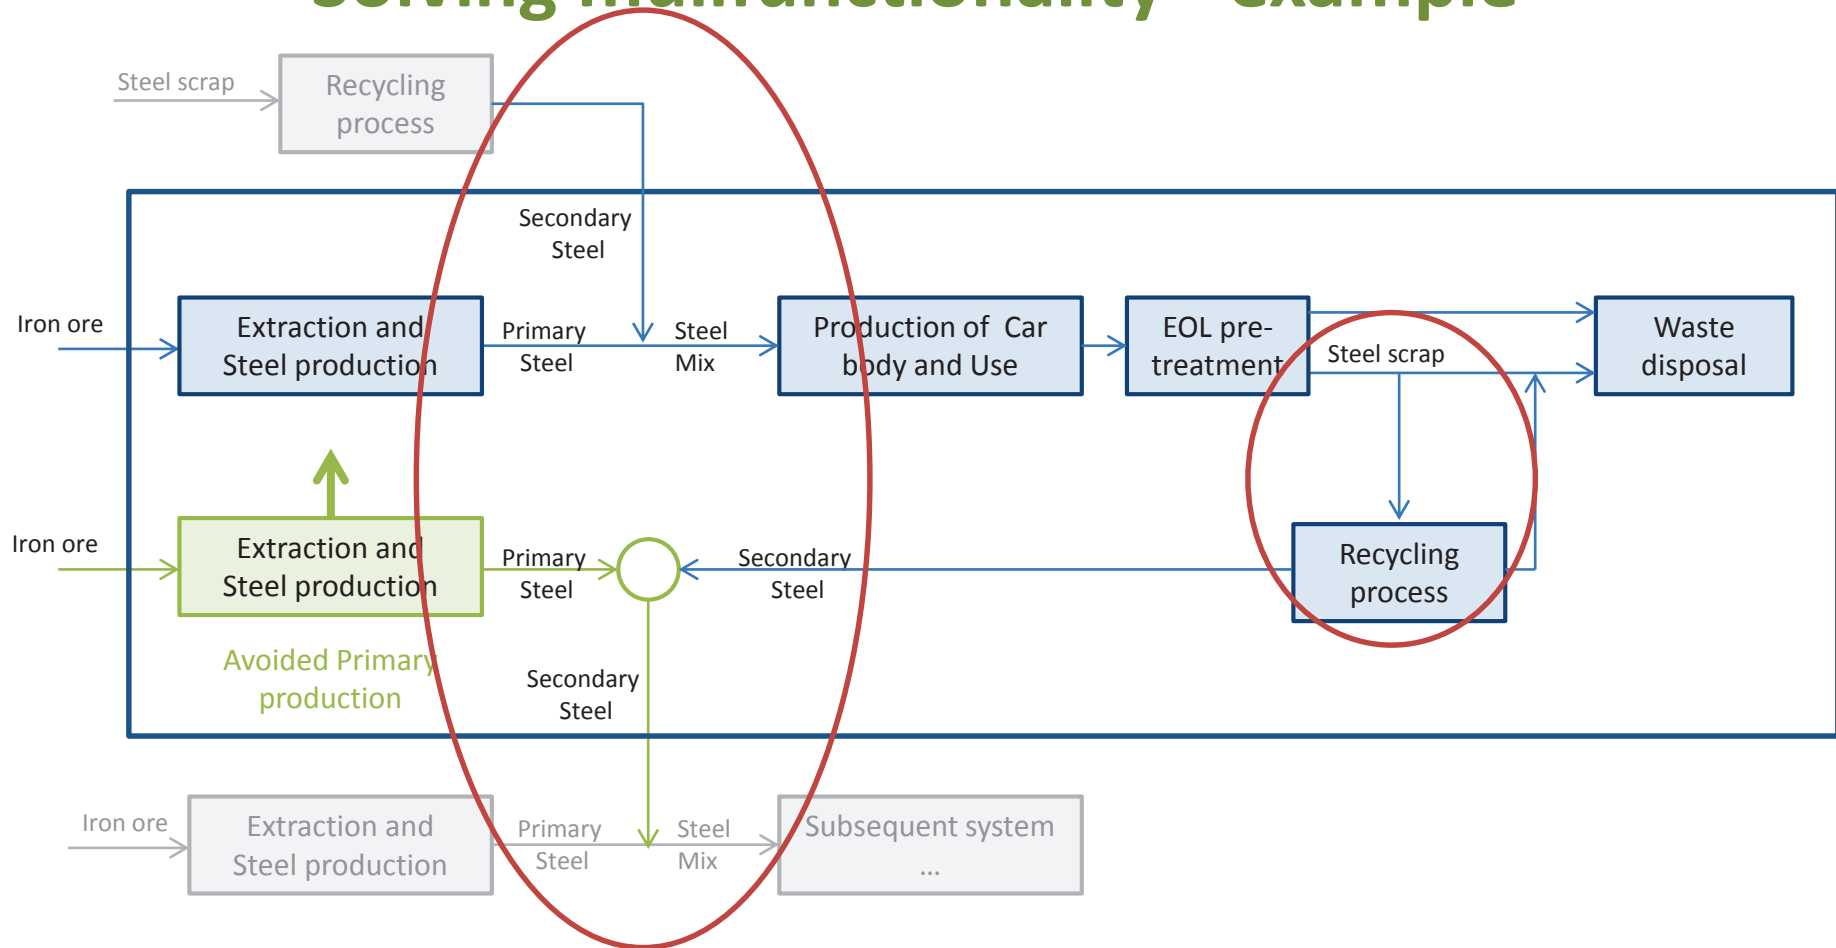 Solving multifunctionality - example
Steel scrap
Recycling
process
Secondary
Steel
Iron ore
Extraction and
Steel production
Primary
Steel
Steel
Mix
Production of Car
body and Use
EOL pre-
treatment
Steel scrap
Waste
disposal
Iron ore
Extraction and
Steel production
Primary
Steel
Secondary
Steel
Recycling
process
Avoided Primary
production
Secondary
Steel
Iron ore
Extraction and
Steel production
Primary
Steel
Steel
Mix
Subsequent system
...